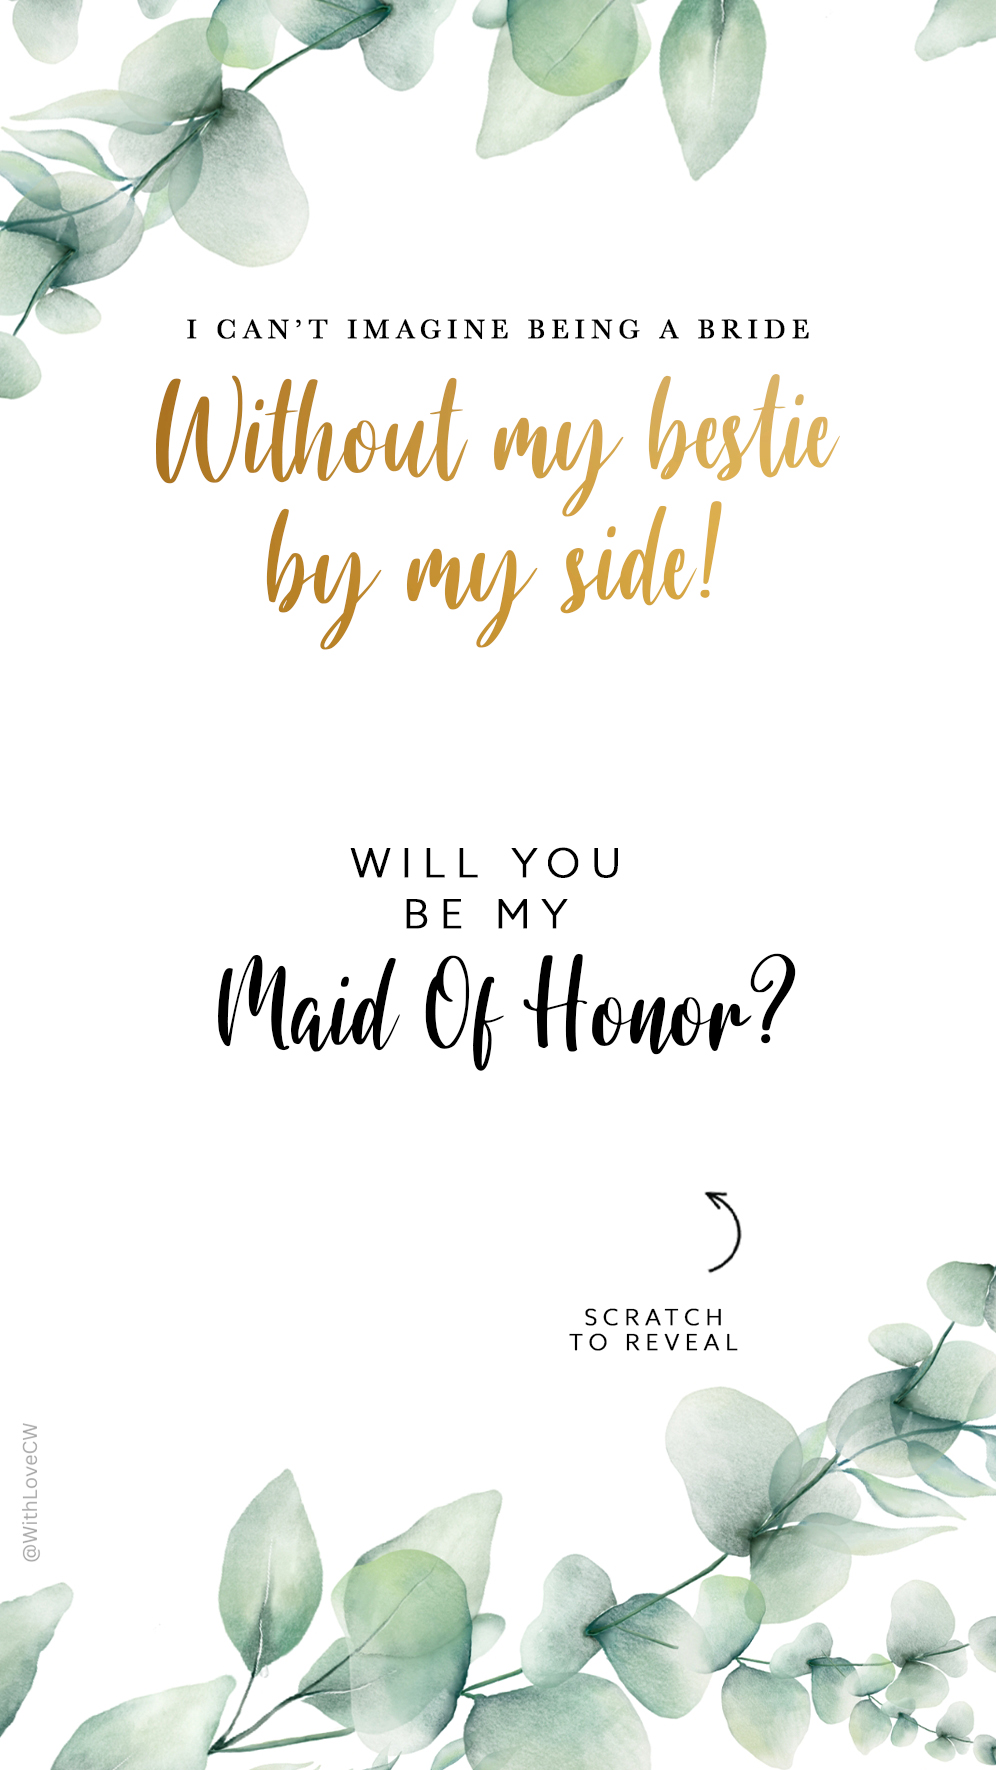 I CAN'T IMAGINE BEING A BRIDE
Without my bestie
by my side!
WILL YOU
BE MY
Maid Of Honor?
SCRATCH
TO REVEAL
@WithLoveCW